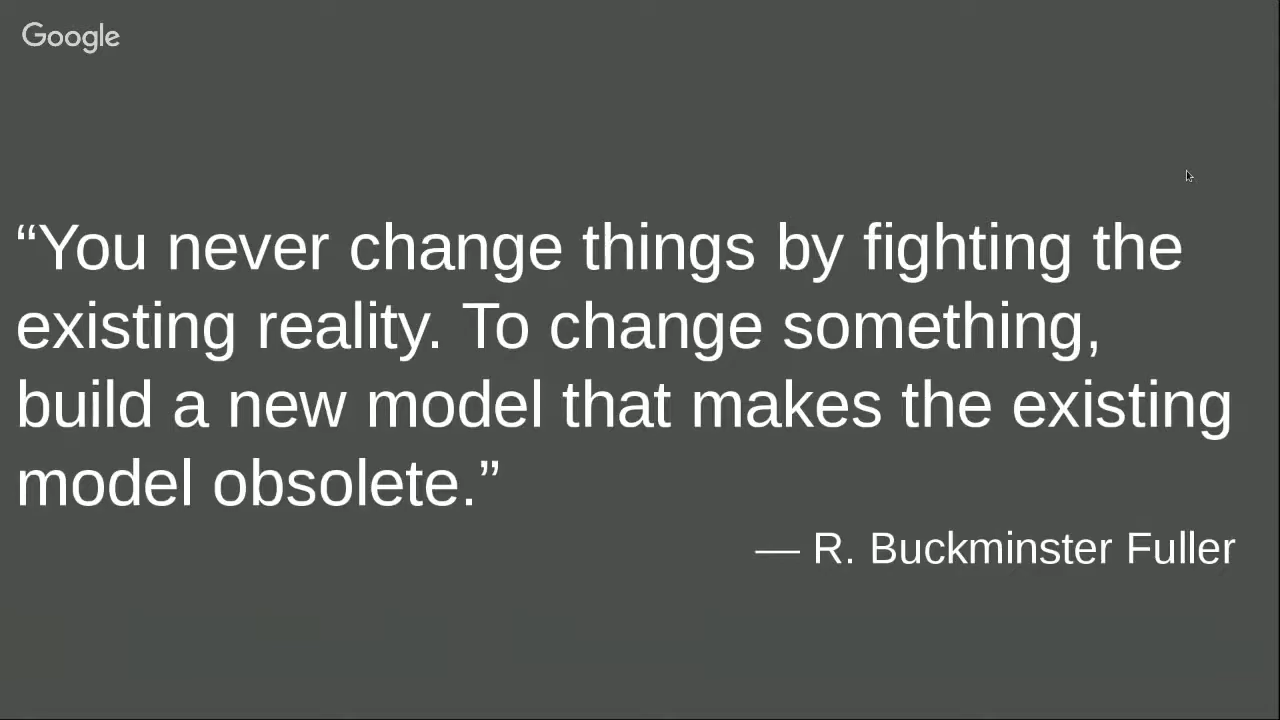 Google
“You never change things by fighting the
existing reality. To change something,
build a new model that makes the existing
model obsolete.”
— R. Buckminster Fuller